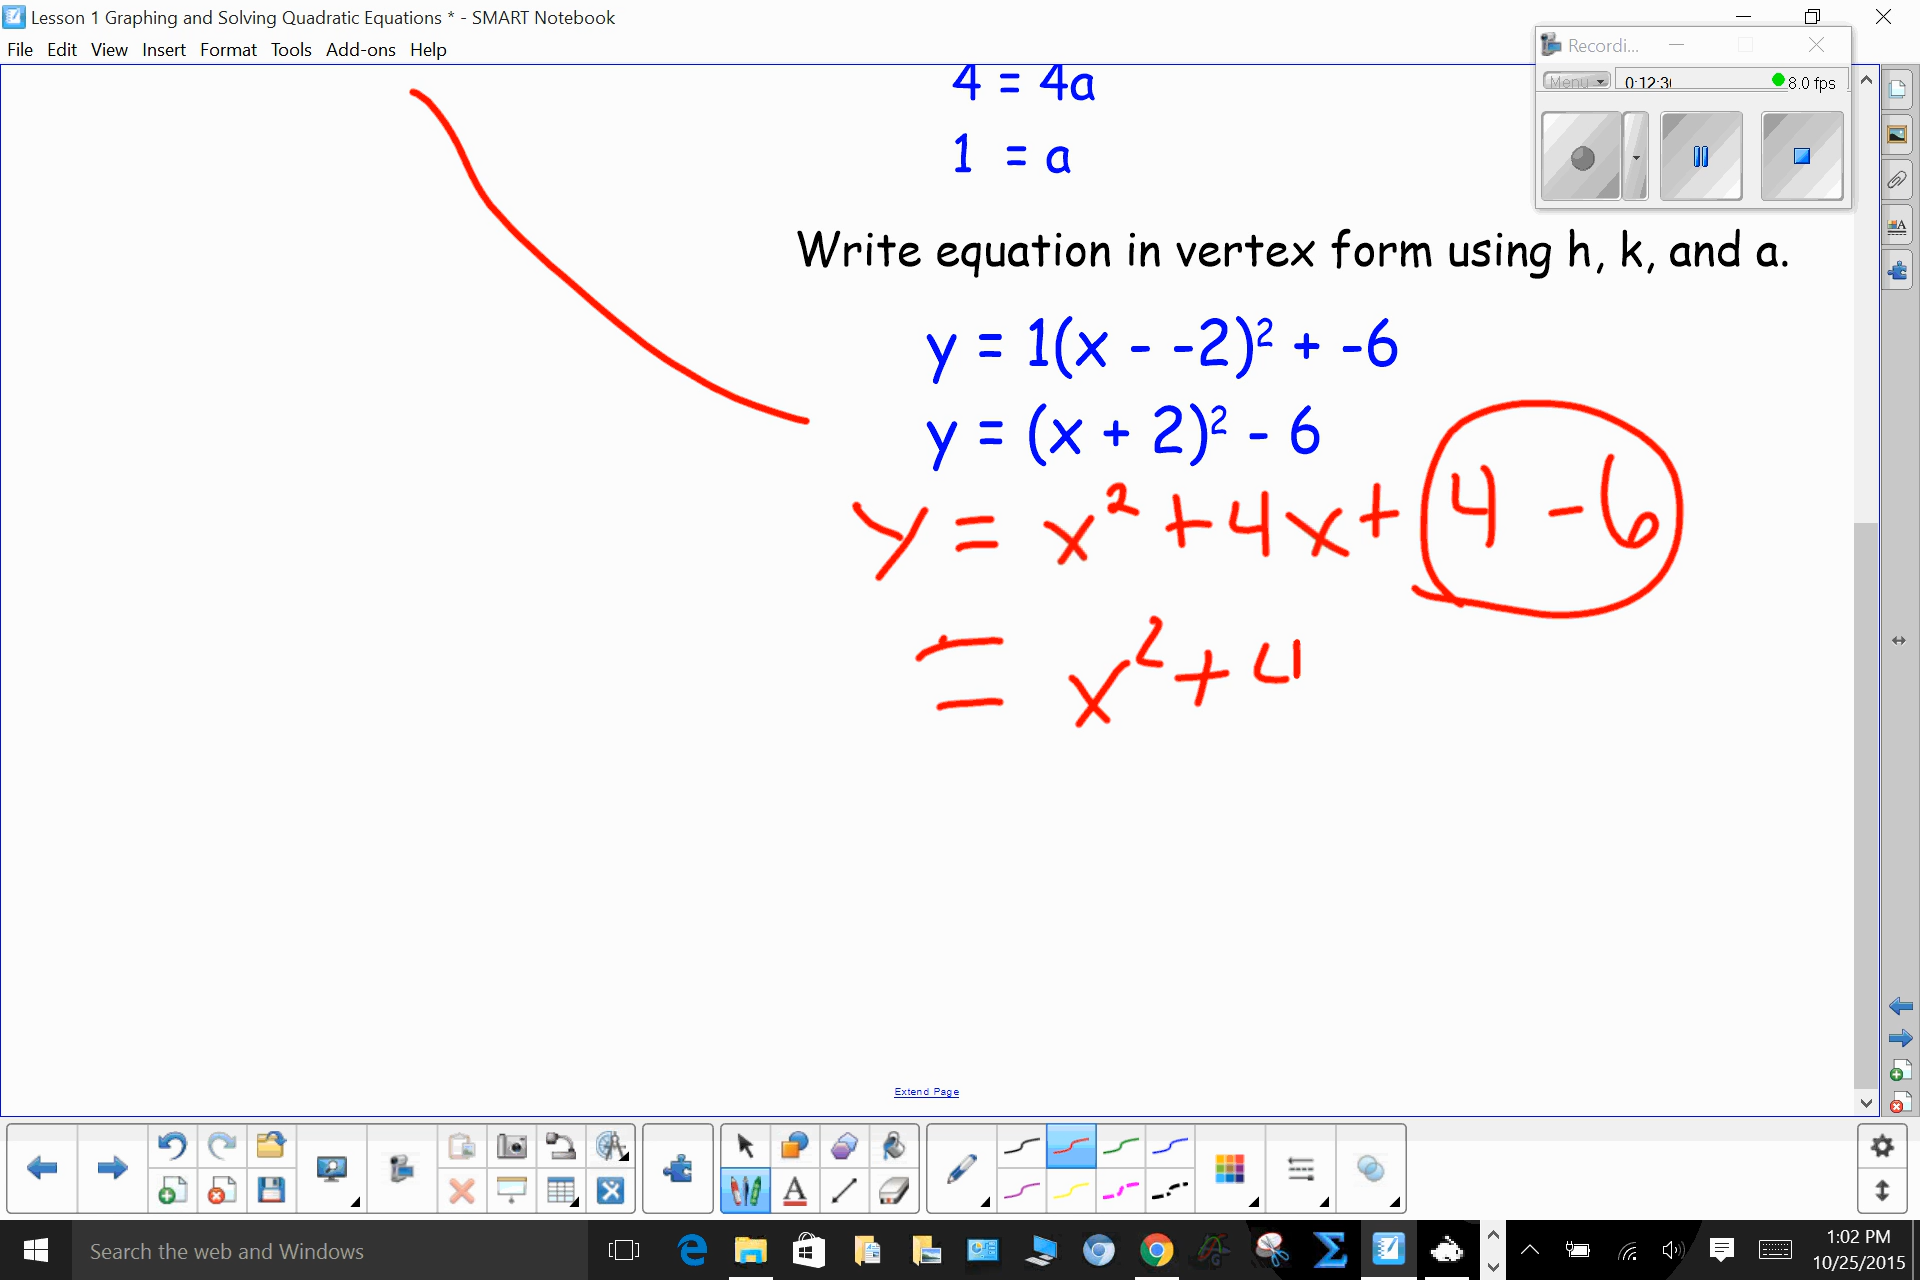 Lesson 1 Graphing and Solving Quadratic Equations * - SMART Notebook
File Edit View Insert Format Tools Add-ons Help
Recordi...
Menu 0:12:3 8.0 fps
4 = 4a
1 = a
Write equation in vertex form using h, k, and a.
y = 1(x - -2)² + -6
y = (x + 2)² - 6
y = x² + 4x + 4 - 6
= x² + 4
Extend Page
Search the web and Windows
1:02 PM
10/25/2015